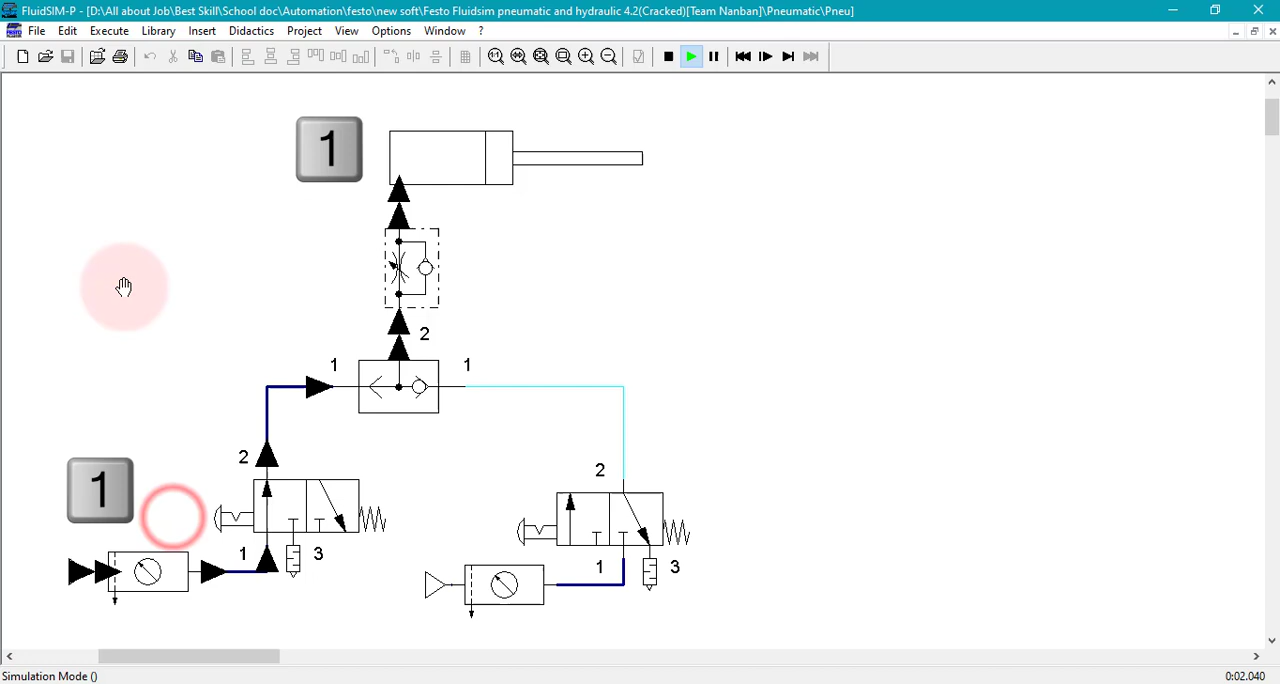 FluidSIM-P - [D:\All about Job\Best Skill\School doc\Automation\festo\new soft\Festo Fluidsim pneumatic and hydraulic 4.2(Cracked)[Team Nanban]\Pneumatic\Pneu]
File Edit Execute Library Insert Didactics Project View Options Window ?
1
2
1 1
2
2
1
1 3
1 3
Simulation Mode () 0:02.040